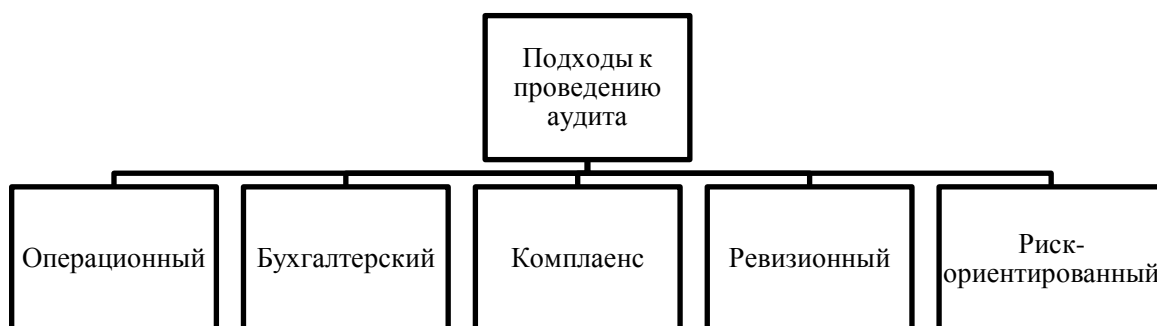 Подходы к
проведению
аудита
Операционный
Бухгалтерский
Комплаенс
Ревизионный
Риск-
ориентированный